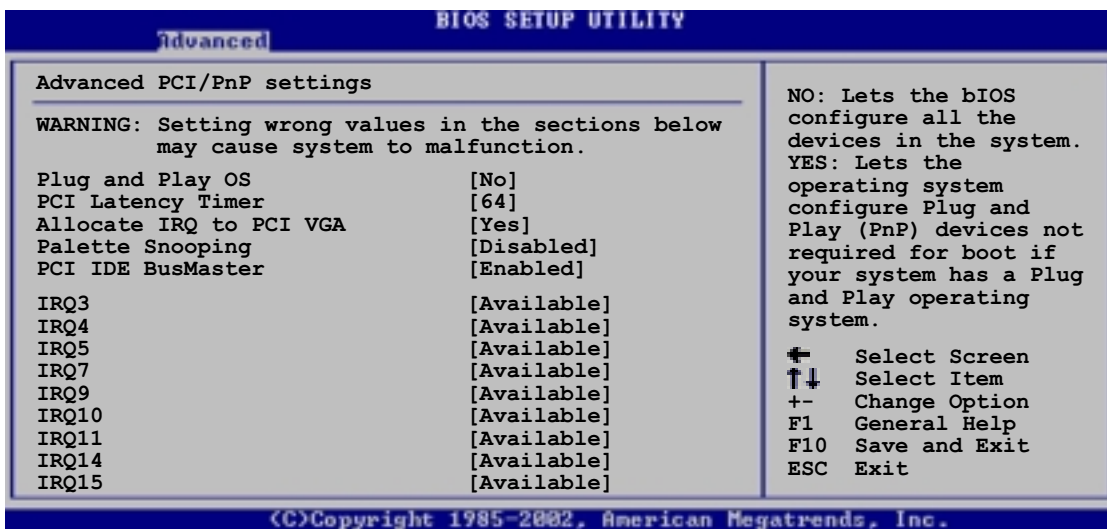 BIOS SETUP UTILITY
Advanced
Advanced PCI/PnP settings
WARNING: Setting wrong values in the sections below
may cause system to malfunction.
Plug and Play OS [No]
PCI Latency Timer [64]
Allocate IRQ to PCI VGA [Yes]
Palette Snooping [Disabled]
PCI IDE BusMaster [Enabled]
IRQ3 [Available]
IRQ4 [Available]
IRQ5 [Available]
IRQ7 [Available]
IRQ9 [Available]
IRQ10 [Available]
IRQ11 [Available]
IRQ14 [Available]
IRQ15 [Available]
NO: Lets the bIOS
configure all the
devices in the system.
YES: Lets the
operating system
configure Plug and
Play (PnP) devices not
required for boot if
your system has a Plug
and Play operating
system.
← Select Screen
↑↓ Select Item
+- Change Option
F1 General Help
F10 Save and Exit
ESC Exit
(C)Copyright 1985-2002, American Megatrends, Inc.